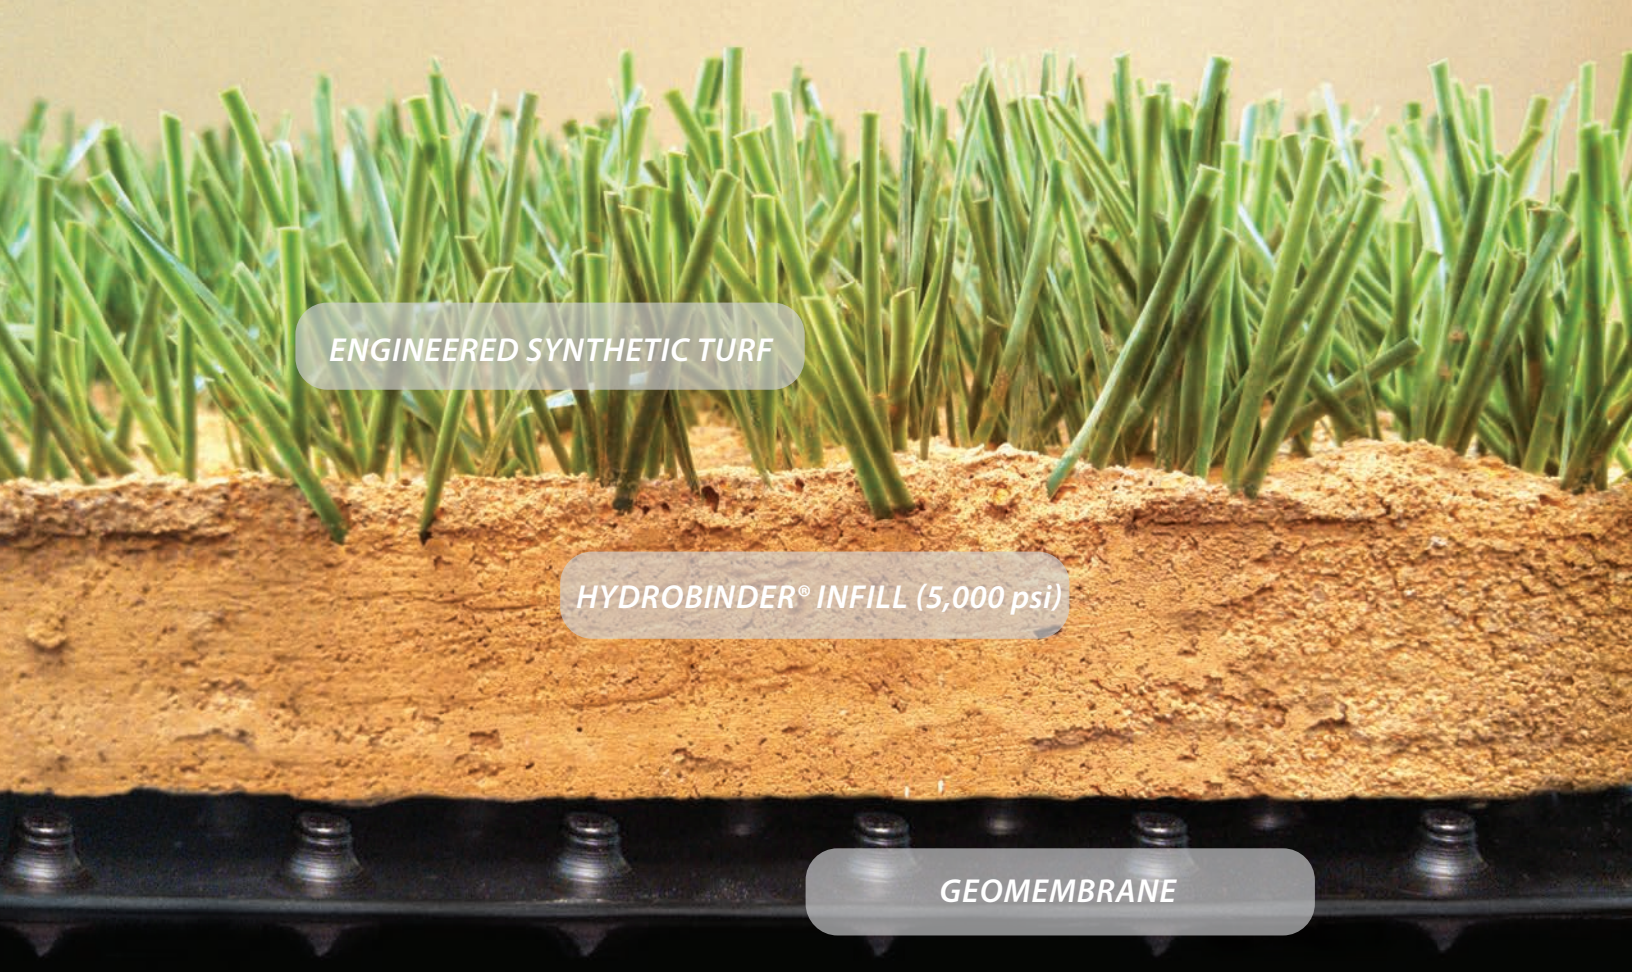 ENGINEERED SYNTHETIC TURF
HYDROBINDER® INFILL (5,000 psi)
GEOMEMBRANE